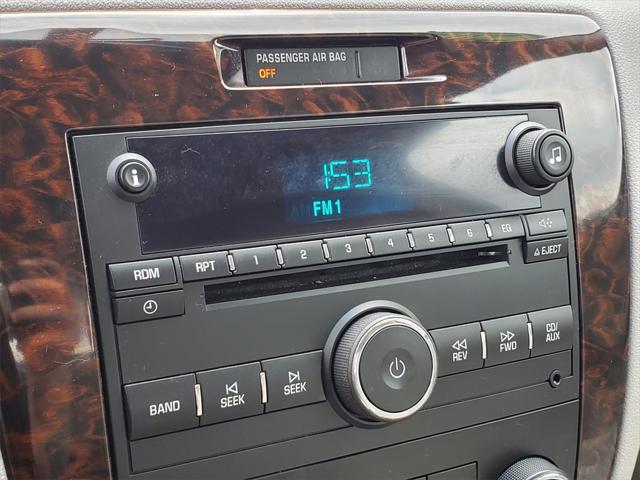 PASSENGER AIR BAG
OFF
i
1:53
FM1
RDM
RPT
1
2
3
4
5
6
EQ
EJECT
REV
FWD
CD/
AUX
BAND
SEEK
SEEK